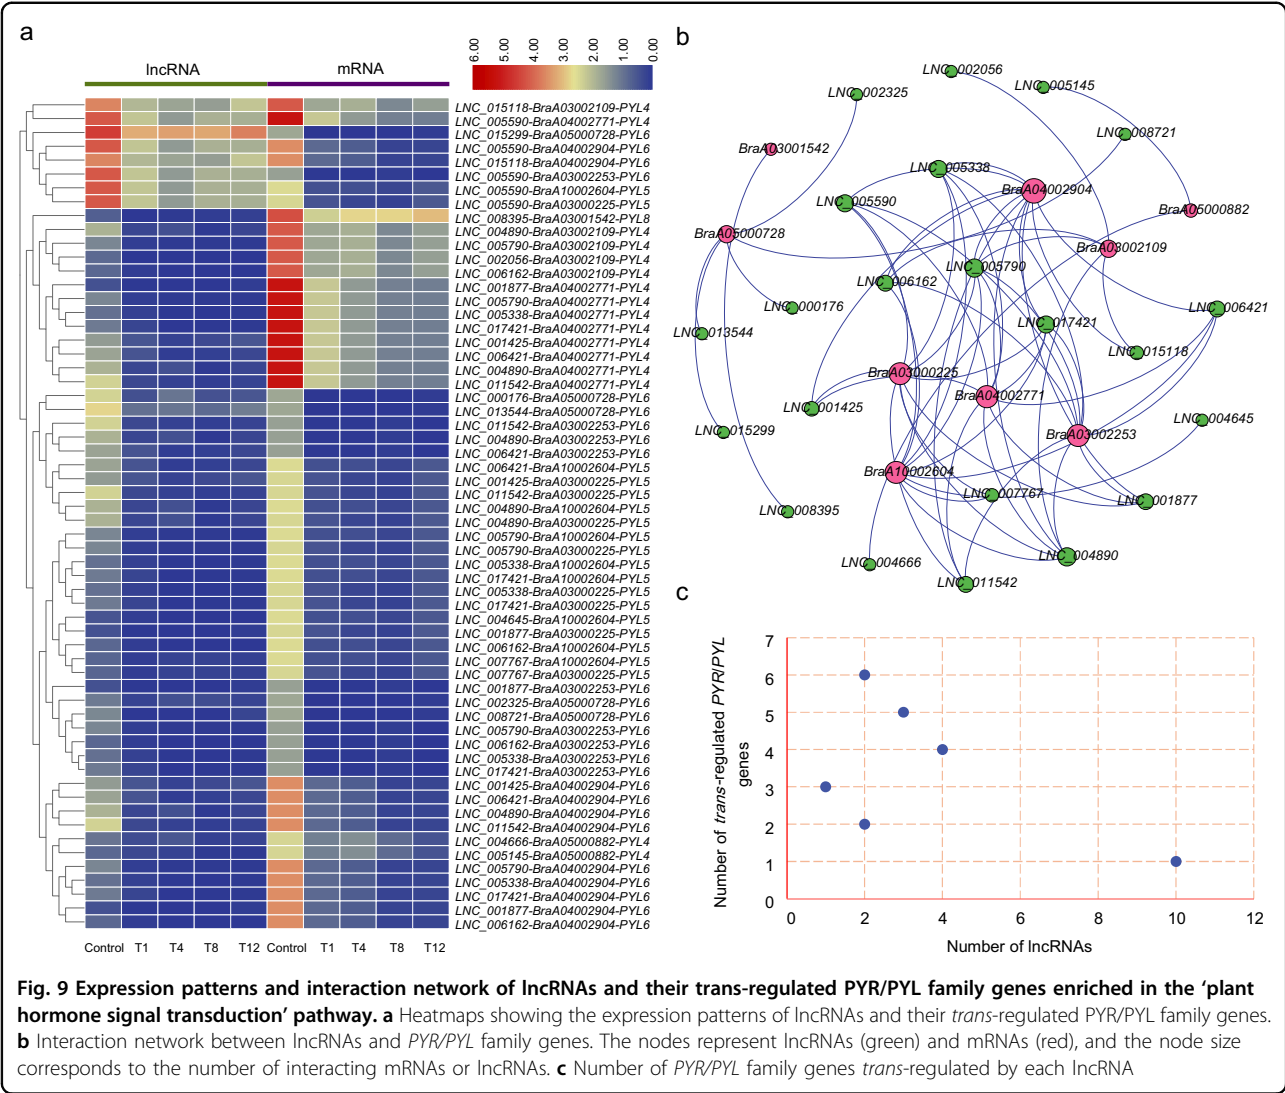 a
lncRNA
mRNA
6.00
5.00
4.00
3.00
2.00
1.00
0.00
LNC_015118-BraA03002109-PYL4
LNC_005590-BraA04002771-PYL4
LNC_015299-BraA05000728-PYL6
LNC_005590-BraA04002904-PYL6
LNC_015118-BraA04002904-PYL6
LNC_005590-BraA03002253-PYL6
LNC_005590-BraA10002604-PYL5
LNC_005590-BraA03000225-PYL5
LNC_008395-BraA03001542-PYL8
LNC_004890-BraA03002109-PYL4
LNC_005790-BraA03002109-PYL4
LNC_002056-BraA03002109-PYL4
LNC_006162-BraA03002109-PYL4
LNC_001877-BraA04002771-PYL4
LNC_005790-BraA04002771-PYL4
LNC_005338-BraA04002771-PYL4
LNC_017421-BraA04002771-PYL4
LNC_001425-BraA04002771-PYL4
LNC_006421-BraA04002771-PYL4
LNC_004890-BraA04002771-PYL4
LNC_011542-BraA04002771-PYL4
LNC_000176-BraA05000728-PYL6
LNC_013544-BraA05000728-PYL6
LNC_011542-BraA03002253-PYL6
LNC_004890-BraA03002253-PYL6
LNC_006421-BraA03002253-PYL6
LNC_006421-BraA10002604-PYL5
LNC_001425-BraA03000225-PYL5
LNC_011542-BraA03000225-PYL5
LNC_004890-BraA10002604-PYL5
LNC_004890-BraA03000225-PYL5
LNC_005790-BraA10002604-PYL5
LNC_005790-BraA03000225-PYL5
LNC_005338-BraA10002604-PYL5
LNC_017421-BraA10002604-PYL5
LNC_005338-BraA03000225-PYL5
LNC_017421-BraA03000225-PYL5
LNC_004645-BraA10002604-PYL5
LNC_001877-BraA03000225-PYL5
LNC_006162-BraA10002604-PYL5
LNC_007767-BraA10002604-PYL5
LNC_007767-BraA03000225-PYL5
LNC_001877-BraA03002253-PYL6
LNC_002325-BraA05000728-PYL6
LNC_008721-BraA05000728-PYL6
LNC_005790-BraA03002253-PYL6
LNC_006162-BraA03002253-PYL6
LNC_005338-BraA03002253-PYL6
LNC_017421-BraA03002253-PYL6
LNC_001425-BraA04002904-PYL6
LNC_006421-BraA04002904-PYL6
LNC_004890-BraA04002904-PYL6
LNC_011542-BraA04002904-PYL6
LNC_004666-BraA05000882-PYL4
LNC_005145-BraA05000882-PYL4
LNC_005790-BraA04002904-PYL6
LNC_005338-BraA04002904-PYL6
LNC_017421-BraA04002904-PYL6
LNC_001877-BraA04002904-PYL6
LNC_006162-BraA04002904-PYL6
Control T1 T4 T8 T12 Control T1 T4 T8 T12
b
LNC_002056
LNC_005145
LNC_002325
LNC_008721
BraA03001542
LNC_005338
BraA04002904
LNC_005590
BraA05000882
BraA05000728
BraA03002109
LNC_005790
LNC_006162
LNC_000176
LNC_006421
LNC_017421
LNC_013544
LNC_015118
BraA03000225
BraA04002771
LNC_001425
LNC_004645
LNC_015299
BraA03002253
BraA10002604
LNC_007767
LNC_001877
LNC_008395
LNC_004890
LNC_004666
LNC_011542
c
Number of trans-regulated PYR/PYL
genes
7
6
5
4
3
2
1
0
0 2 4 6 8 10 12
Number of lncRNAs
Fig. 9 Expression patterns and interaction network of lncRNAs and their trans-regulated PYR/PYL family genes enriched in the ‘plant
hormone signal transduction’ pathway. a Heatmaps showing the expression patterns of lncRNAs and their trans-regulated PYR/PYL family genes.
b Interaction network between lncRNAs and PYR/PYL family genes. The nodes represent lncRNAs (green) and mRNAs (red), and the node size
corresponds to the number of interacting mRNAs or lncRNAs. c Number of PYR/PYL family genes trans-regulated by each lncRNA